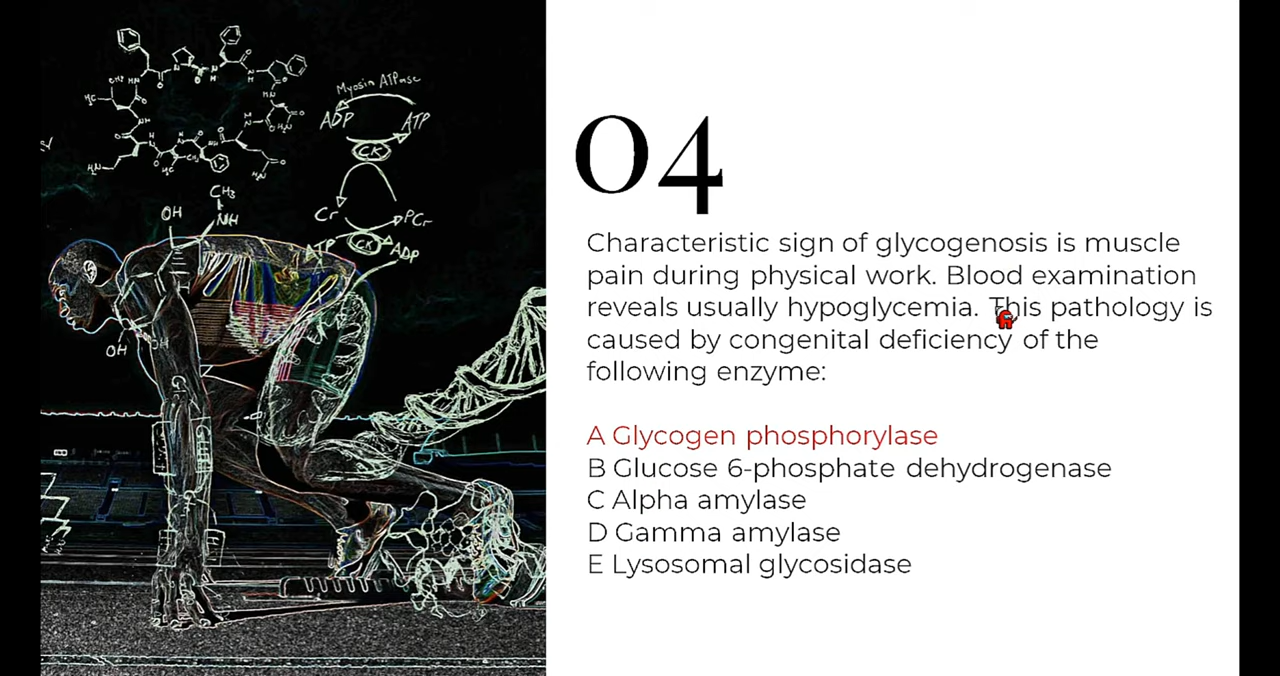 Myosin ATPase
ADP
ATP
CK
Cr
PCr
CK
ATP
ADP
CH3
NH
OH
OH
OH
04
Characteristic sign of glycogenosis is muscle
pain during physical work. Blood examination
reveals usually hypoglycemia. This pathology is
caused by congenital deficiency of the
following enzyme:
A Glycogen phosphorylase
B Glucose 6-phosphate dehydrogenase
C Alpha amylase
D Gamma amylase
E Lysosomal glycosidase